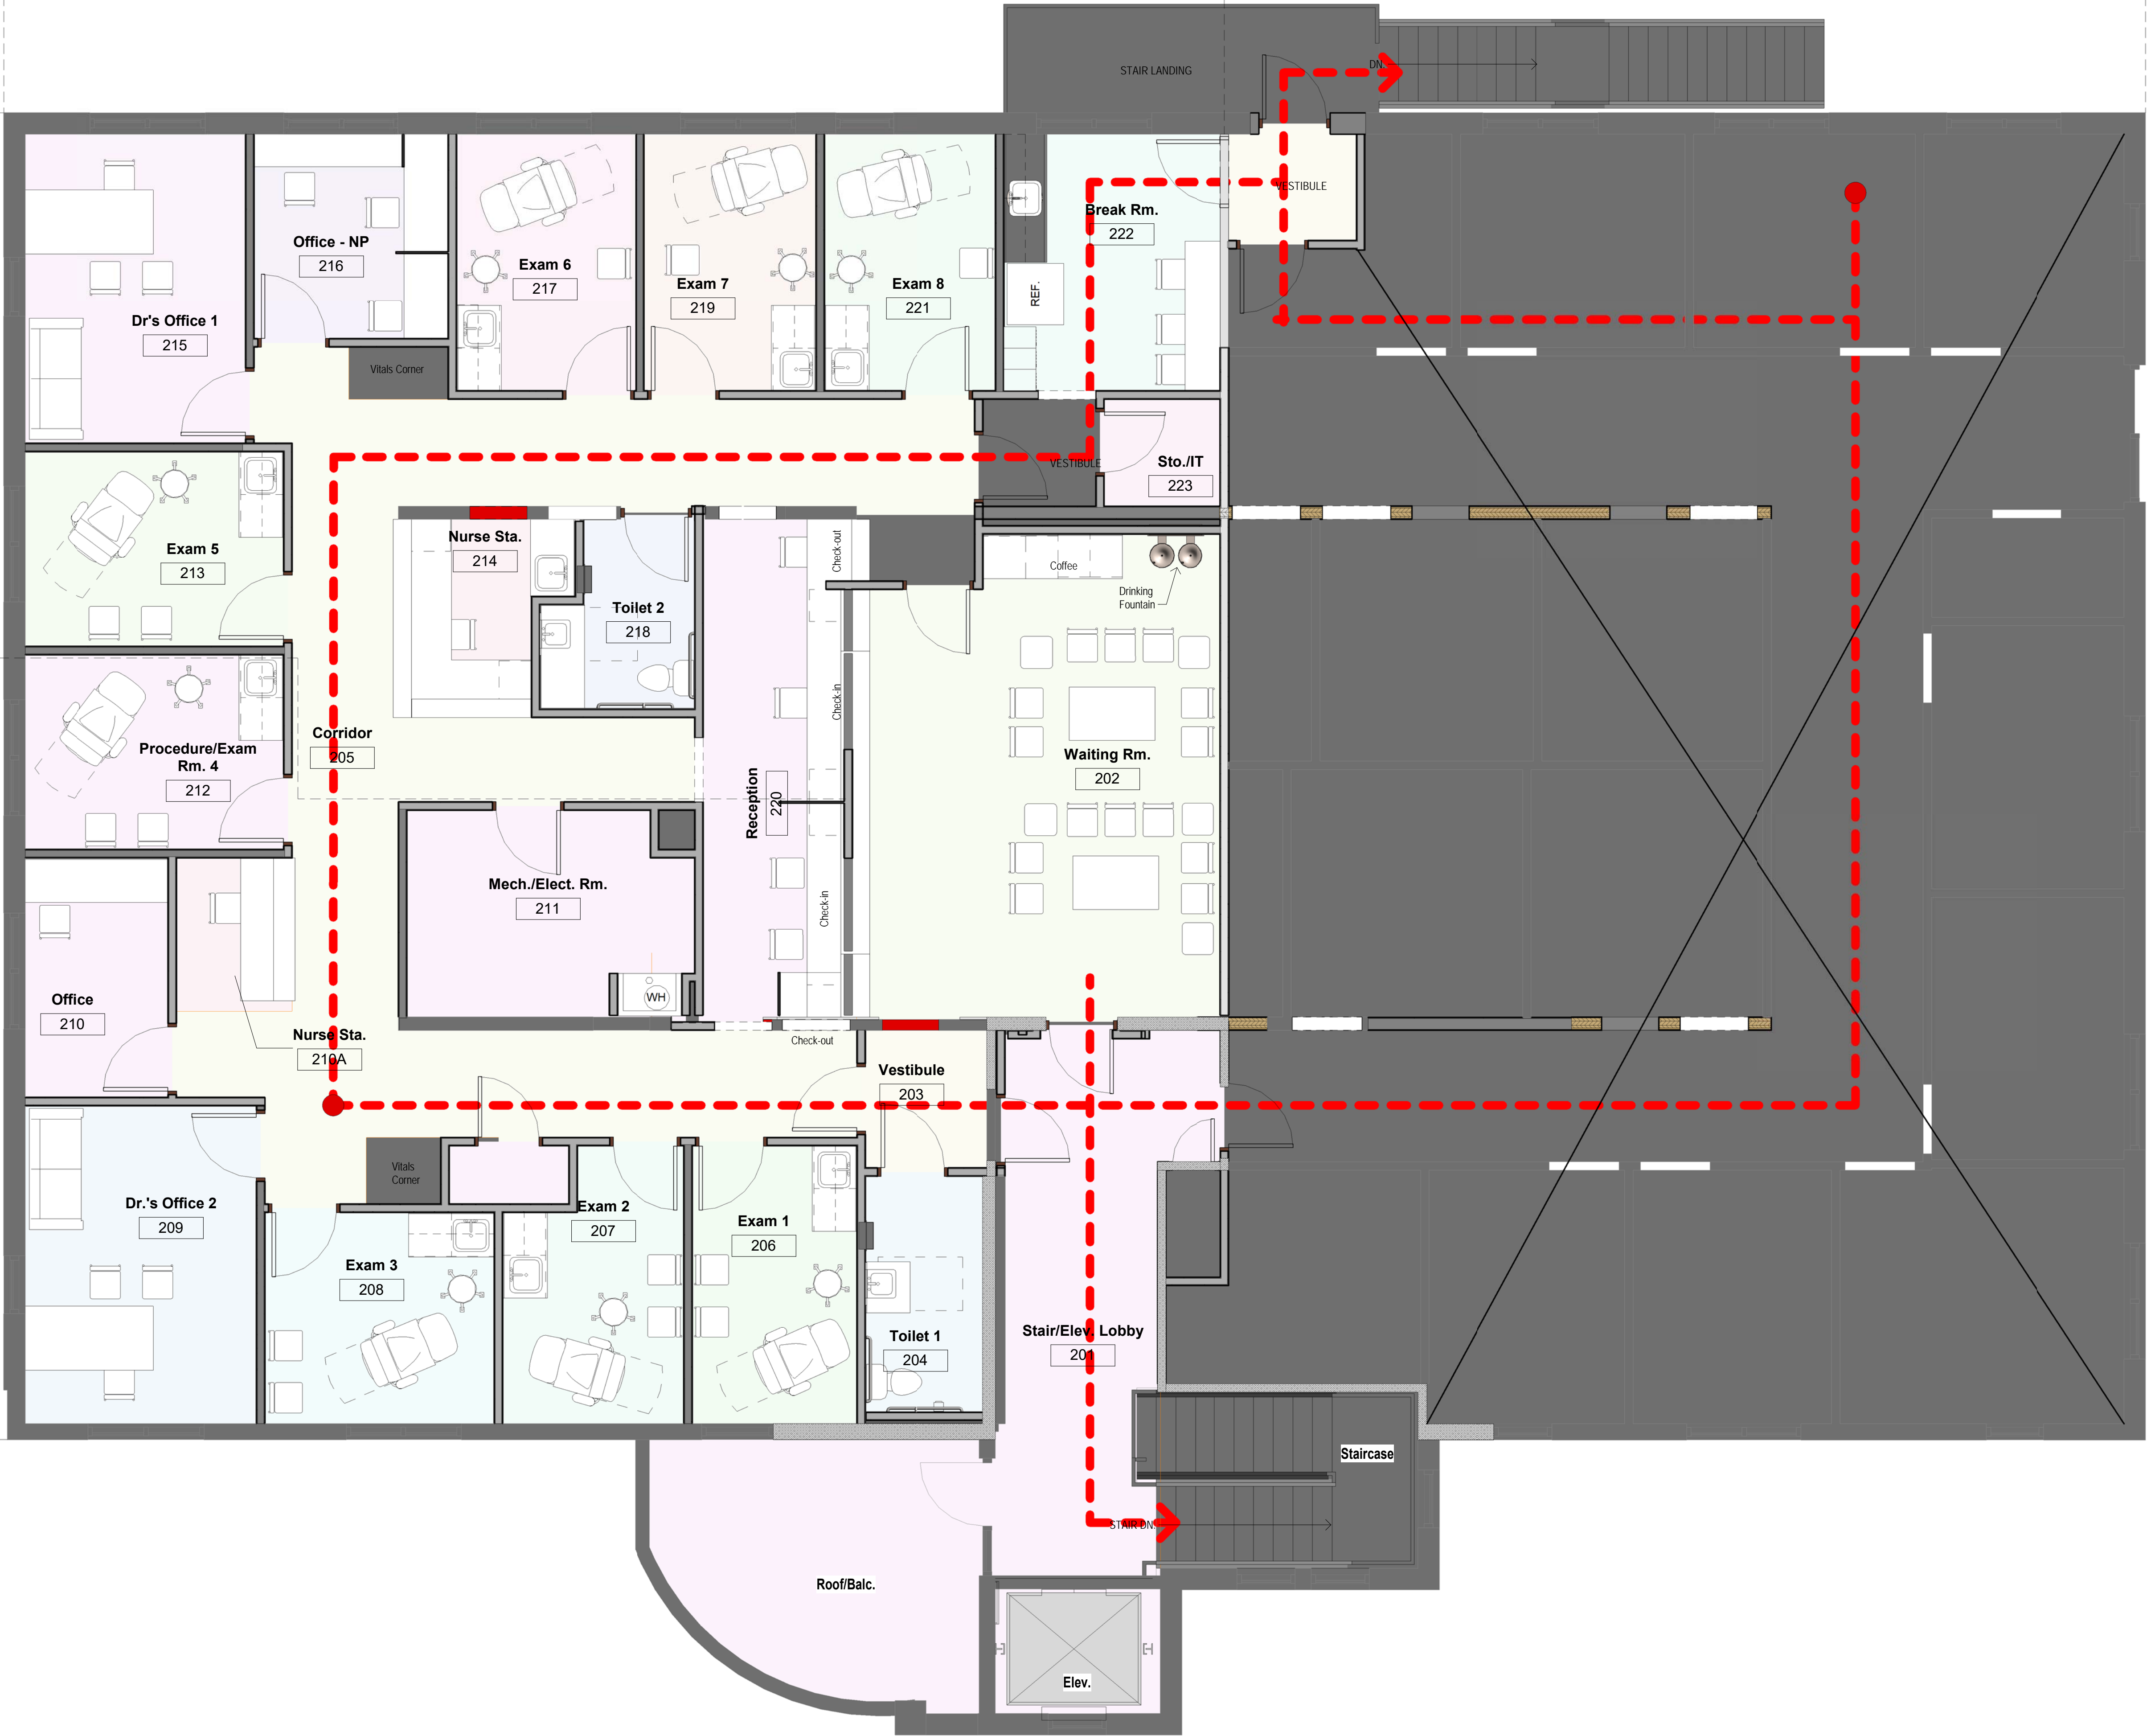 STAIR LANDING
DN.
VESTIBULE
Break Rm.
222
REF.
Office - NP
216
Exam 6
217
Exam 7
219
Exam 8
221
Dr's Office 1
215
Vitals Corner
VESTIBULE
Sto./IT
223
Exam 5
213
Nurse Sta.
214
Toilet 2
218
Check-out
Coffee
Drinking
Fountain
Procedure/Exam
Rm. 4
212
Corridor
205
Check-in
Reception
220
Waiting Rm.
202
Mech./Elect. Rm.
211
Check-in
WH
Office
210
Nurse Sta.
210A
Check-out
Vestibule
203
Vitals
Corner
Dr.'s Office 2
209
Exam 3
208
Exam 2
207
Exam 1
206
Toilet 1
204
Stair/Elev. Lobby
201
Staircase
STAIR DN.
Roof/Balc.
Elev.